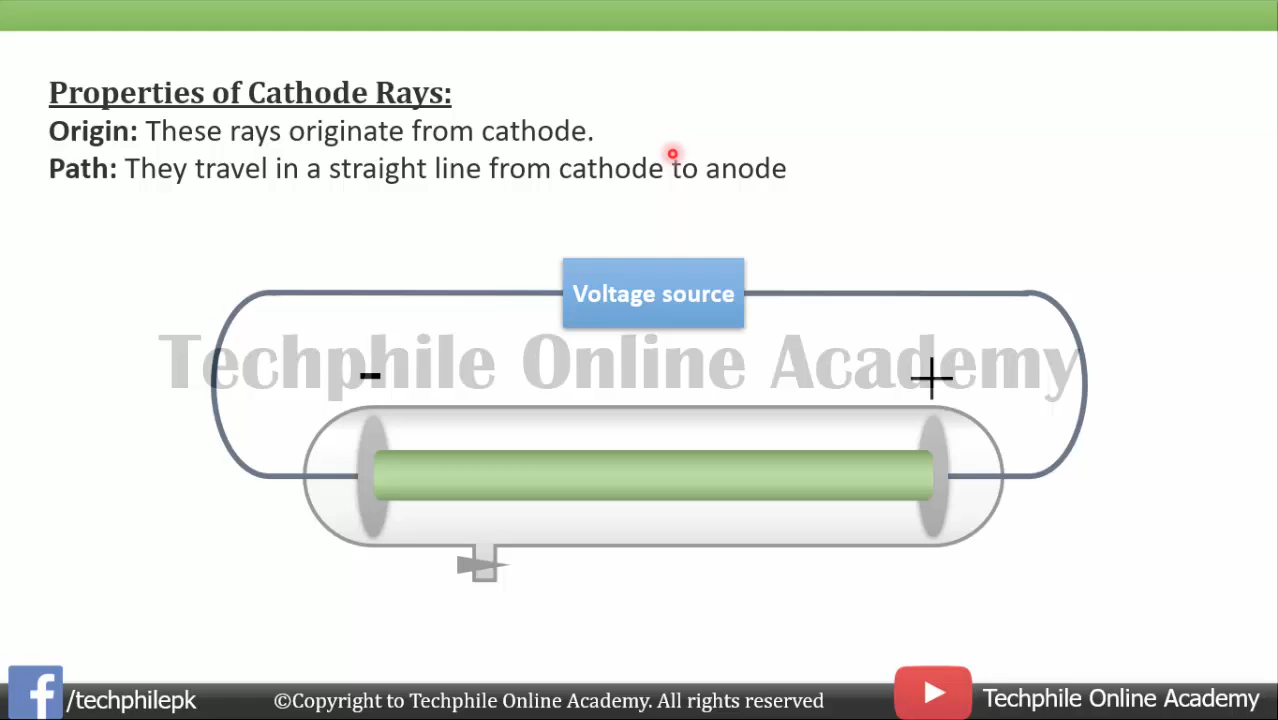 Properties of Cathode Rays:
Origin: These rays originate from cathode.
Path: They travel in a straight line from cathode to anode
Voltage source
Techphile Online Academy
- +
/techphilepk
©Copyright to Techphile Online Academy. All rights reserved
Techphile Online Academy